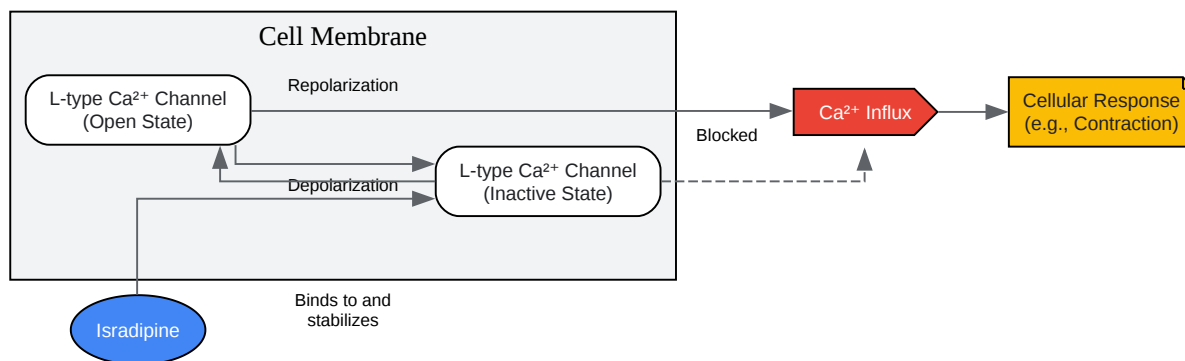 Cell Membrane
L-type Ca²⁺ Channel
(Open State)
Repolarization
Ca²⁺ Influx
Cellular Response
(e.g., Contraction)
Blocked
Depolarization
L-type Ca²⁺ Channel
(Inactive State)
Binds to and
stabilizes
Isradipine